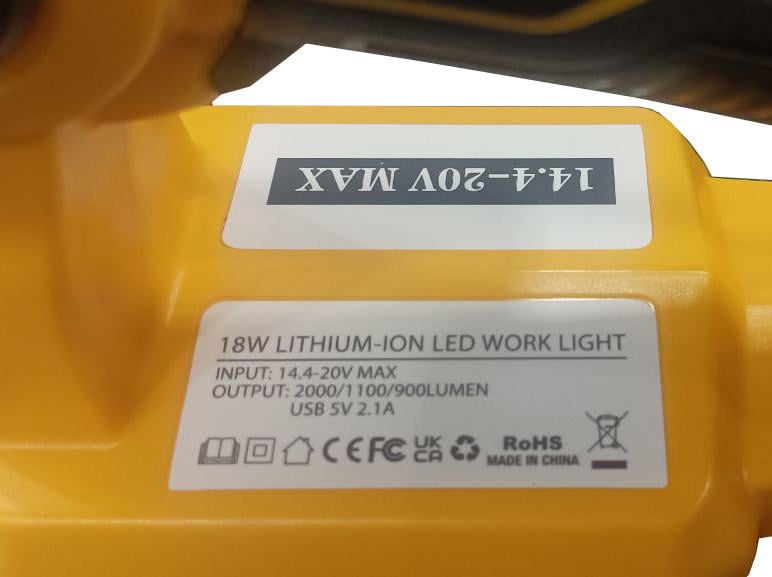 14.4-20V MAX
18W LITHIUM-ION LED WORK LIGHT
INPUT: 14.4-20V MAX
OUTPUT: 2000/1100/900LUMEN
USB 5V 2.1A
CE FC UK CA RoHS
MADE IN CHINA